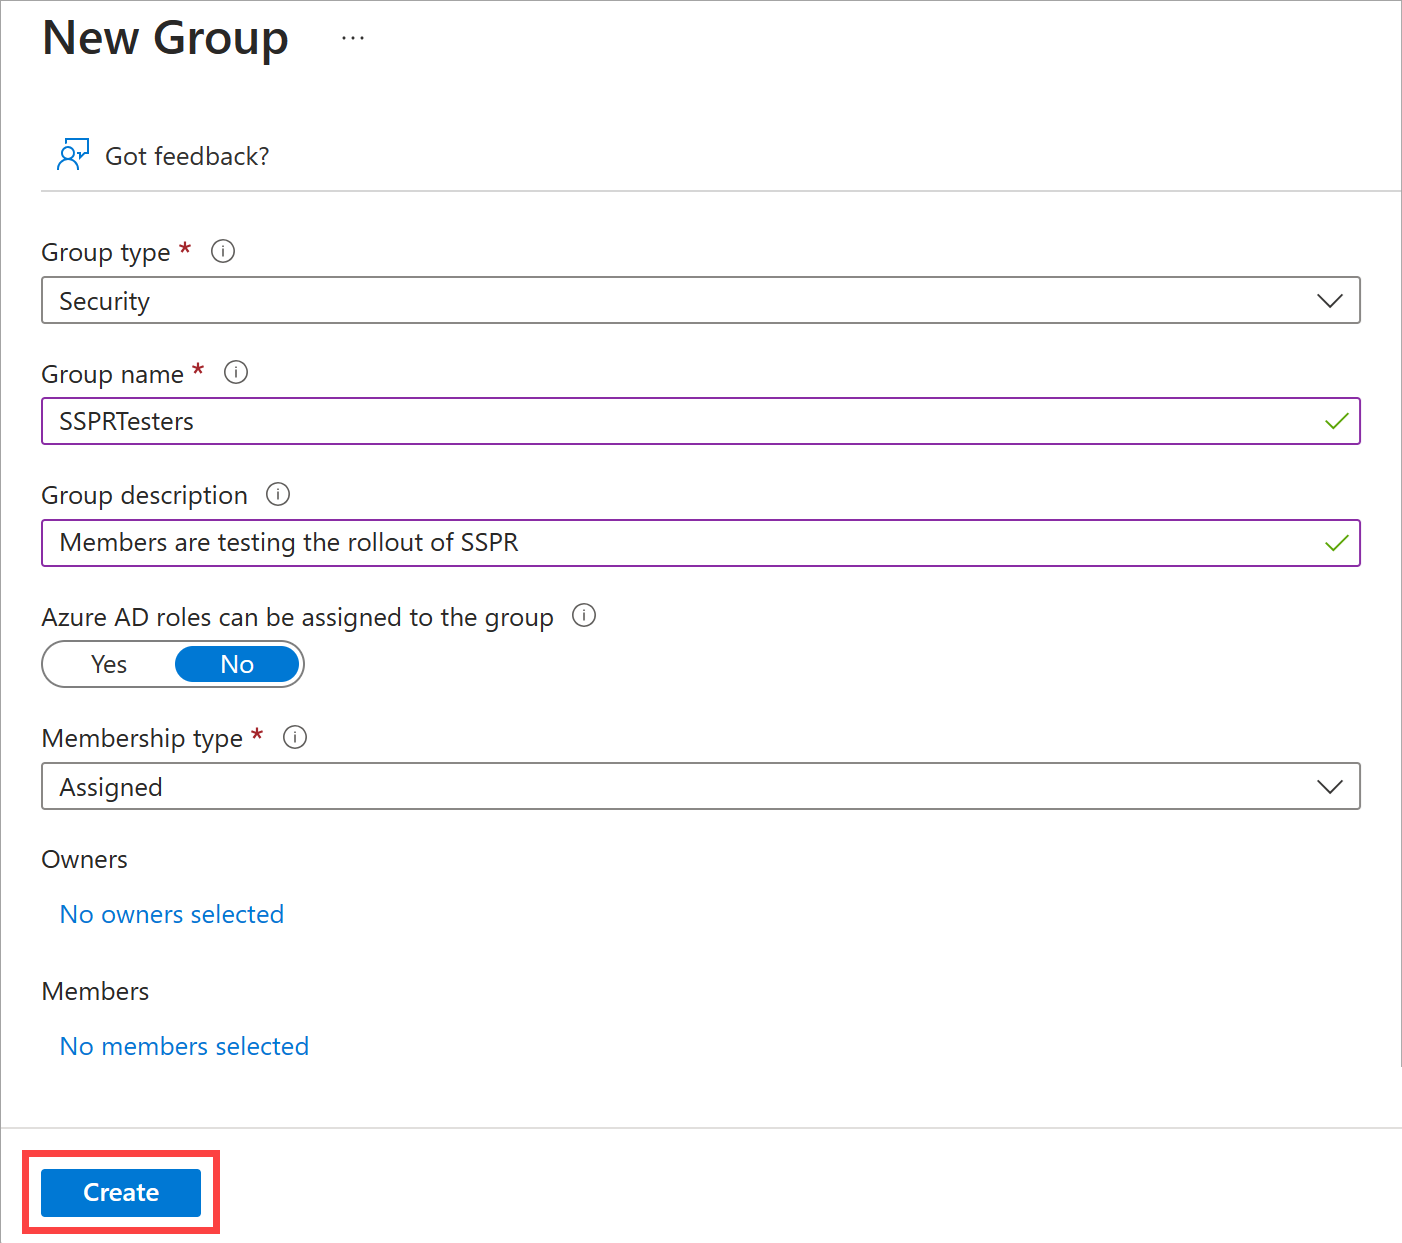 New Group ...
Got feedback?
Group type *
Security
Group name *
SSPRTesters
Group description
Members are testing the rollout of SSPR
Azure AD roles can be assigned to the group
Yes No
Membership type *
Assigned
Owners
No owners selected
Members
No members selected
Create